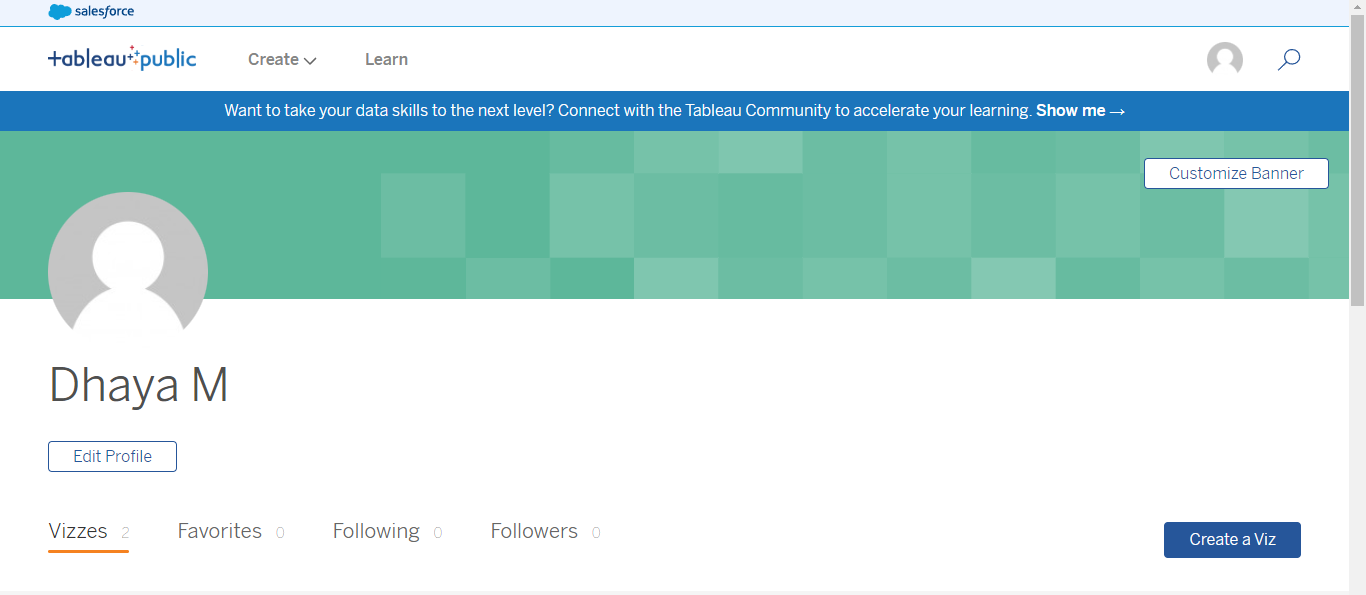 salesforce
tableau public
Create
Learn
Want to take your data skills to the next level? Connect with the Tableau Community to accelerate your learning. Show me →
Customize Banner
Dhaya M
Edit Profile
Vizzes 2 Favorites 0 Following 0 Followers 0
Create a Viz